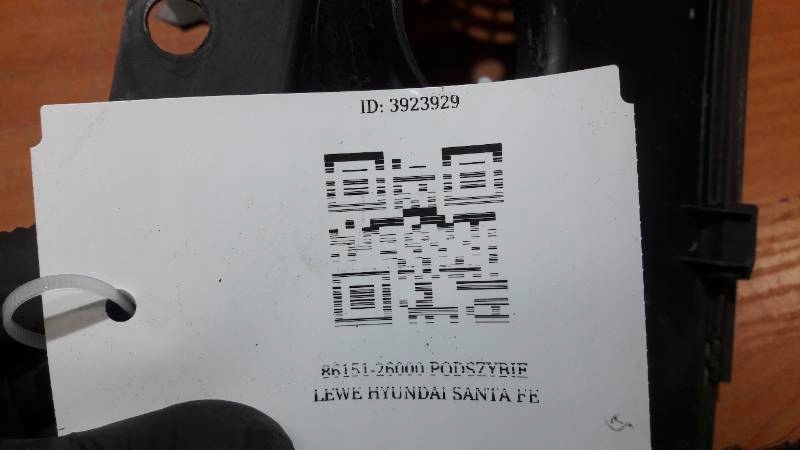 ID: 3923929
86151-26000 PODSZYBIE
LEWE HYUNDAI SANTA FE